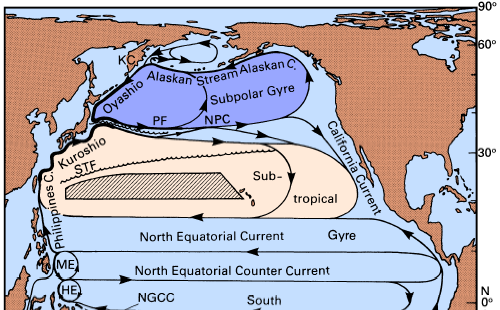 90°
60°
KC
Alaskan Stream Alaskan C.
Oyashio
Subpolar Gyre
PF
NPC
Kuroshio
STF
30°
California Current
Philippines C.
Sub-
tropical
North Equatorial Current
Gyre
ME
North Equatorial Counter Current
HE
NGCC
South
N
0°